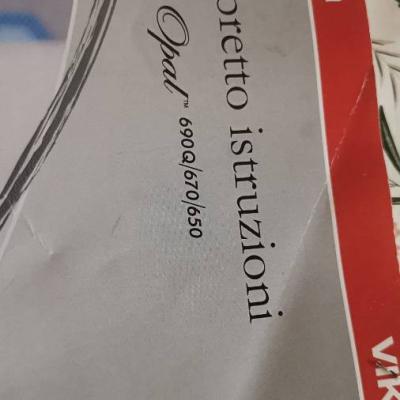 oretto istruzioni
Opal™ 690Q/670/650
VIK